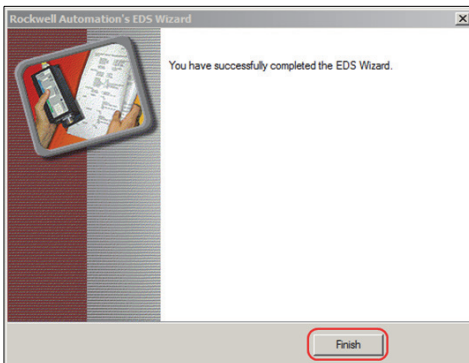 Rockwell Automation's EDS Wizard
You have successfully completed the EDS Wizard.
Finish